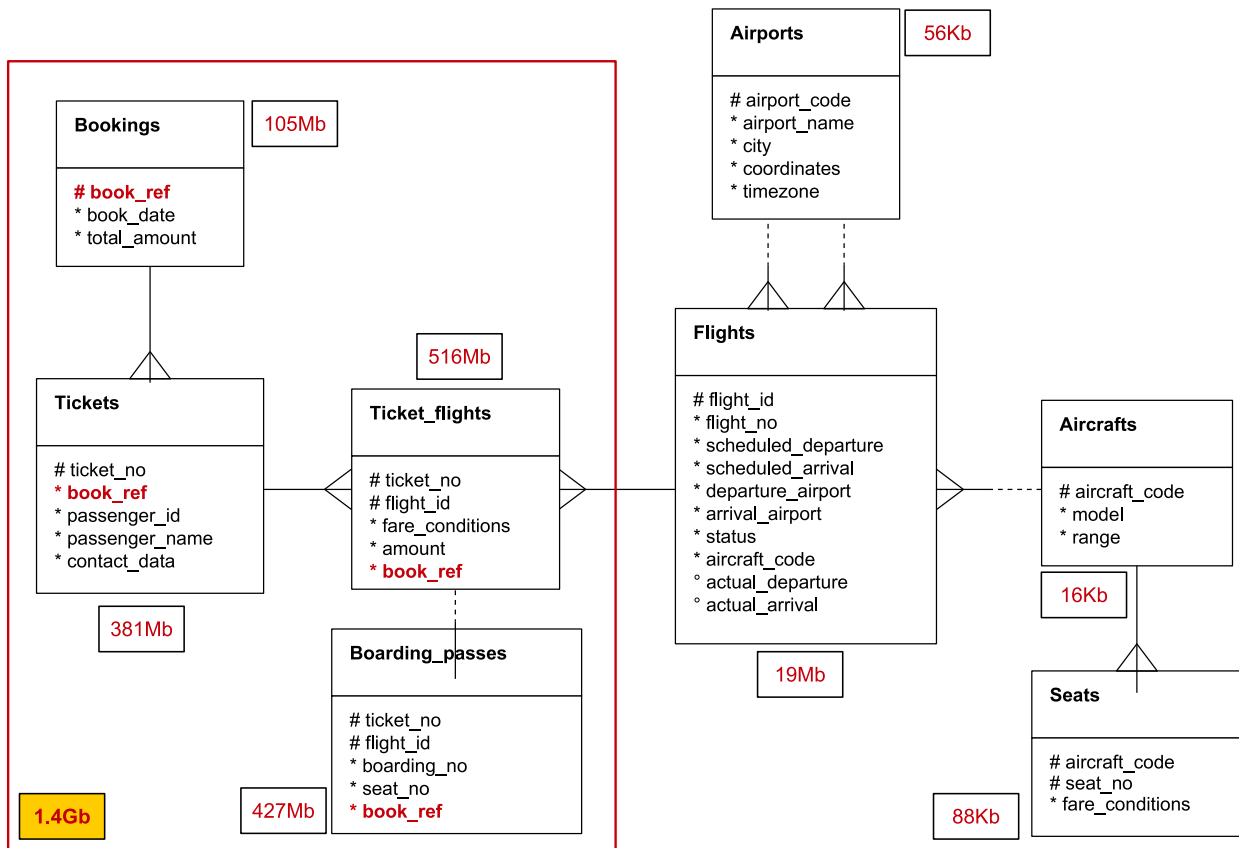 Airports
56Kb
# airport_code
* airport_name
* city
* coordinates
* timezone
Bookings
105Mb
# book_ref
* book_date
* total_amount
Flights
# flight_id
* flight_no
* scheduled_departure
* scheduled_arrival
* departure_airport
* arrival_airport
* status
* aircraft_code
° actual_departure
° actual_arrival
19Mb
516Mb
Tickets
# ticket_no
* book_ref
* passenger_id
* passenger_name
* contact_data
381Mb
Ticket_flights
# ticket_no
# flight_id
* fare_conditions
* amount
* book_ref
Aircrafts
# aircraft_code
* model
* range
16Kb
Boarding_passes
# ticket_no
# flight_id
* boarding_no
* seat_no
* book_ref
427Mb
1.4Gb
Seats
# aircraft_code
# seat_no
* fare_conditions
88Kb